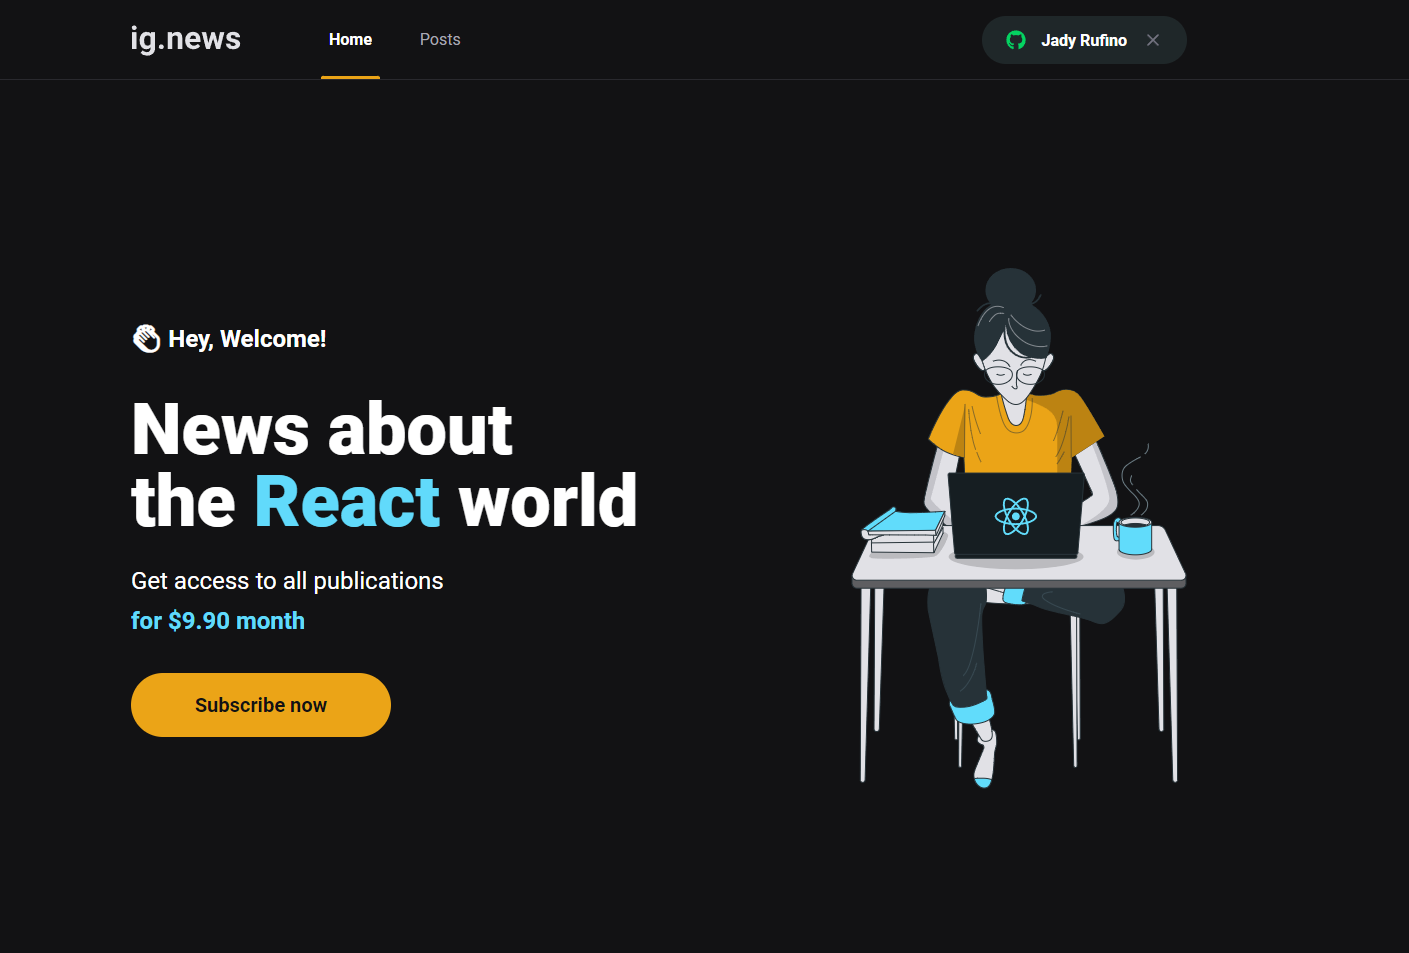 ig.news
Home
Posts
Jady Rufino
👏 Hey, Welcome!
News about
the React world
Get access to all publications
for $9.90 month
Subscribe now